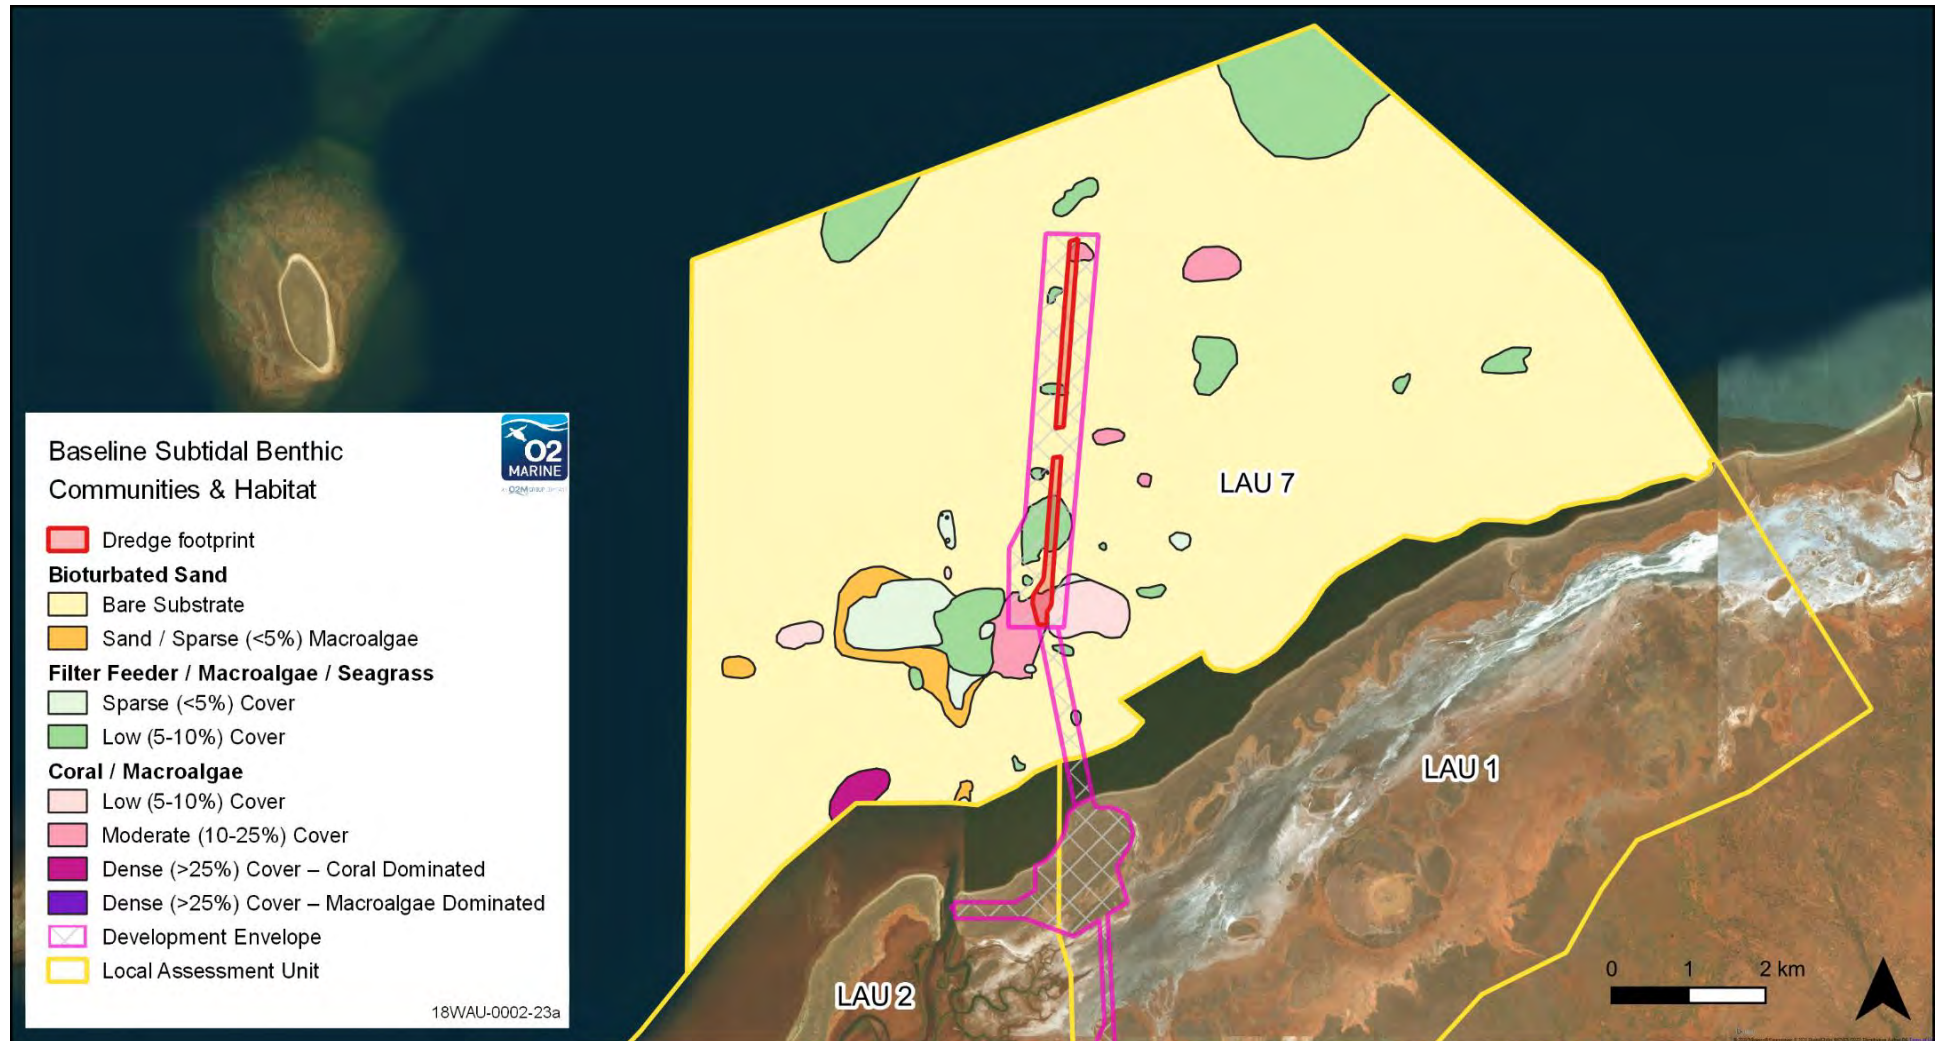 Baseline Subtidal Benthic
Communities & Habitat
O2
MARINE
Dredge footprint
Bioturbated Sand
Bare Substrate
Sand / Sparse (<5%) Macroalgae
Filter Feeder / Macroalgae / Seagrass
Sparse (<5%) Cover
Low (5-10%) Cover
Coral / Macroalgae
Low (5-10%) Cover
Moderate (10-25%) Cover
Dense (>25%) Cover – Coral Dominated
Dense (>25%) Cover – Macroalgae Dominated
Development Envelope
Local Assessment Unit
18WAU-0002-23a
LAU 7
LAU 1
LAU 2
0 1 2 km